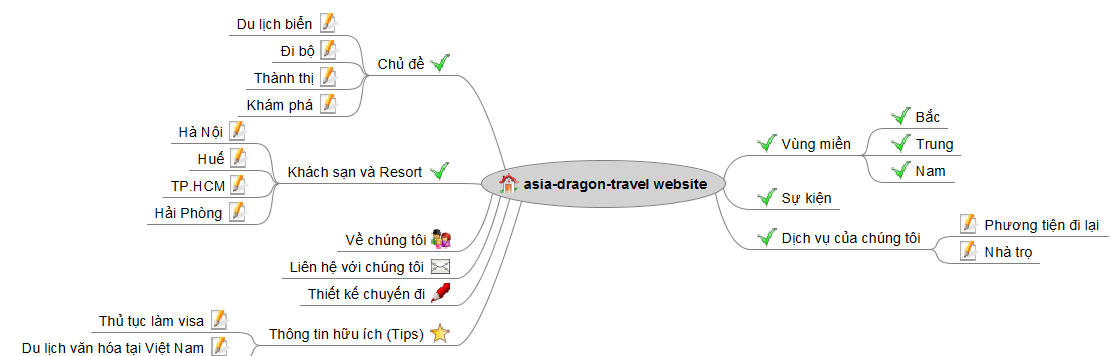 Du lịch biển
Đi bộ
Thành thị
Khám phá
Chủ đề
Hà Nội
Huế
TP.HCM
Hải Phòng
Khách sạn và Resort
Về chúng tôi
Liên hệ với chúng tôi
Thiết kế chuyến đi
Thủ tục làm visa
Du lịch văn hóa tại Việt Nam
Thông tin hữu ích (Tips)
asia-dragon-travel website
Vùng miền
Bắc
Trung
Nam
Sự kiện
Dịch vụ của chúng tôi
Phương tiện đi lại
Nhà trọ